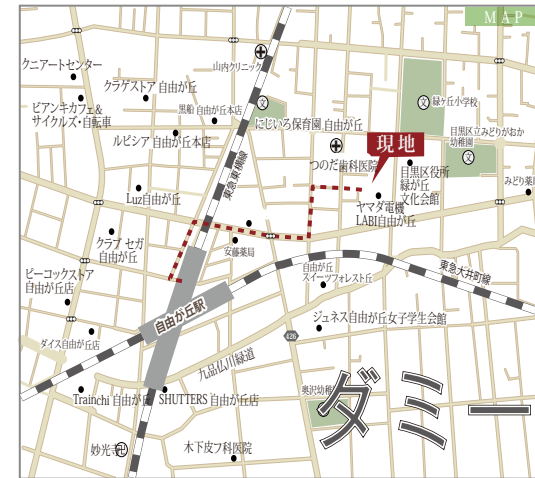 MAP
クニアートセンター
山内クリニック
クラゲストア 自由が丘
ビアンキカフェ&
サイクルズ・自転車
黒船 自由が丘本店
文
にじいろ保育園 自由が丘
文
緑ヶ丘小学校
目黒区立みどりがおか
幼稚園
文
ルピシア 自由が丘本店
現地
つのだ歯科医院
目黒区役所
緑が丘
文化会館
みどり薬局
東急東横線
Luz自由が丘
ヤマダ電機
LABI自由が丘
クラブ セガ
自由が丘
安藤薬局
ピーコックストア
自由が丘店
自由が丘
スイーツフォレスト丘
東急大井町線
自由が丘駅
ジュネス自由が丘女子学生会館
426
ダイス自由が丘店
九品仏川緑道
Trainchi 自由が丘
SHUTTERS 自由が丘店
奥沢幼稚
ダミー
妙光寺
卍
木下皮フ科医院